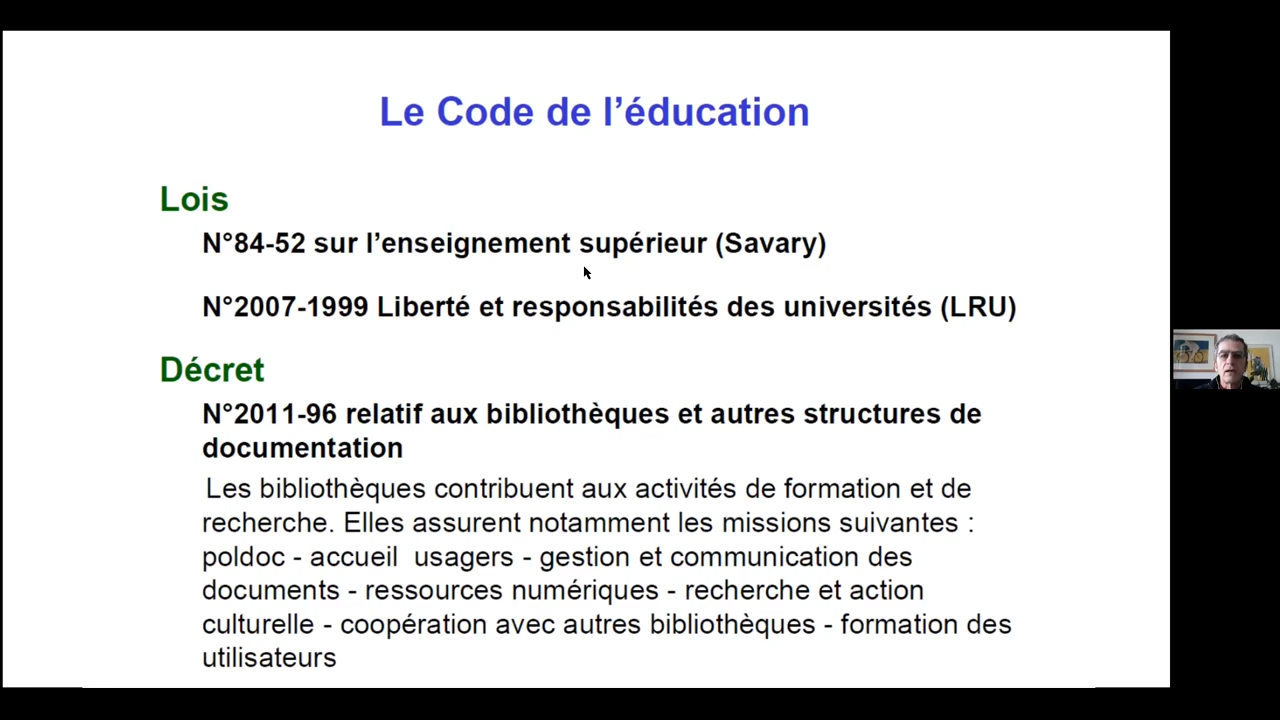 Le Code de l’éducation
Lois
N°84-52 sur l’enseignement supérieur (Savary)
N°2007-1999 Liberté et responsabilités des universités (LRU)
Décret
N°2011-96 relatif aux bibliothèques et autres structures de
documentation
Les bibliothèques contribuent aux activités de formation et de
recherche. Elles assurent notamment les missions suivantes :
poldoc - accueil usagers - gestion et communication des
documents - ressources numériques - recherche et action
culturelle - coopération avec autres bibliothèques - formation des
utilisateurs